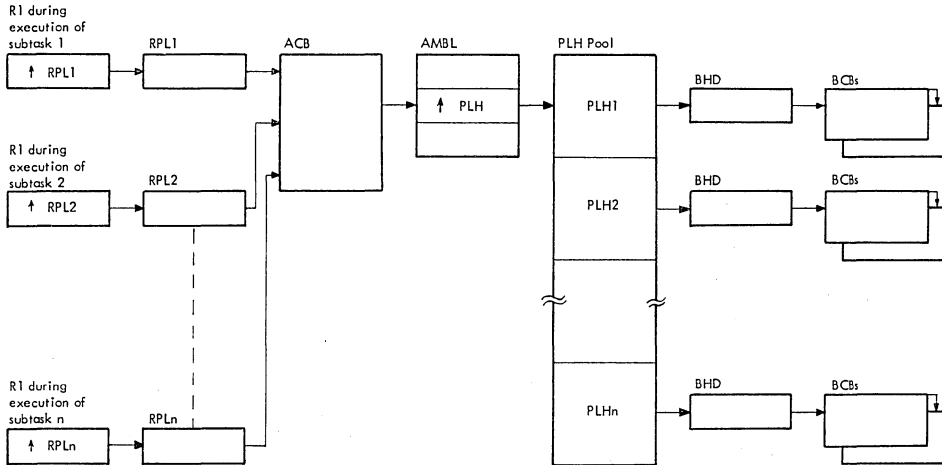 R1 during
execution of
subtask 1
RPL1
ACB
AMBL
PLH Pool
↑ RPL1
BHD
BCBs
↑ PLH
PLH1
R1 during
execution of
subtask 2
RPL2
↑ RPL2
BHD
BCBs
PLH2
R1 during
execution of
subtask n
RPLn
↑ RPLn
BHD
BCBs
PLHn